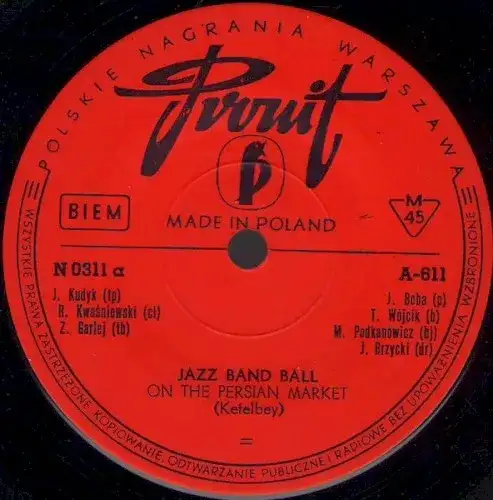 POLSKIE NAGRANIA WARSZAWA
Pronit
P
BIEM
MADE IN POLAND
M
45
N 0311 a
A-611
J. Kudyk (tp)
R. Kwaśniewski (cl)
Z. Garlej (tb)
J. Boba (p)
T. Wójcik (b)
M. Podkanowicz (bj)
J. Grzycki (dr)
JAZZ BAND BALL
ON THE PERSIAN MARKET
(Ketelbey)
WSZYSTKIE PRAWA ZASTRZEŻONE KOPIOWANIE, ODTWARZANIE PUBLICZNE I RADIOWE BEZ UPOWAŻNIENIA WZBRONIONE